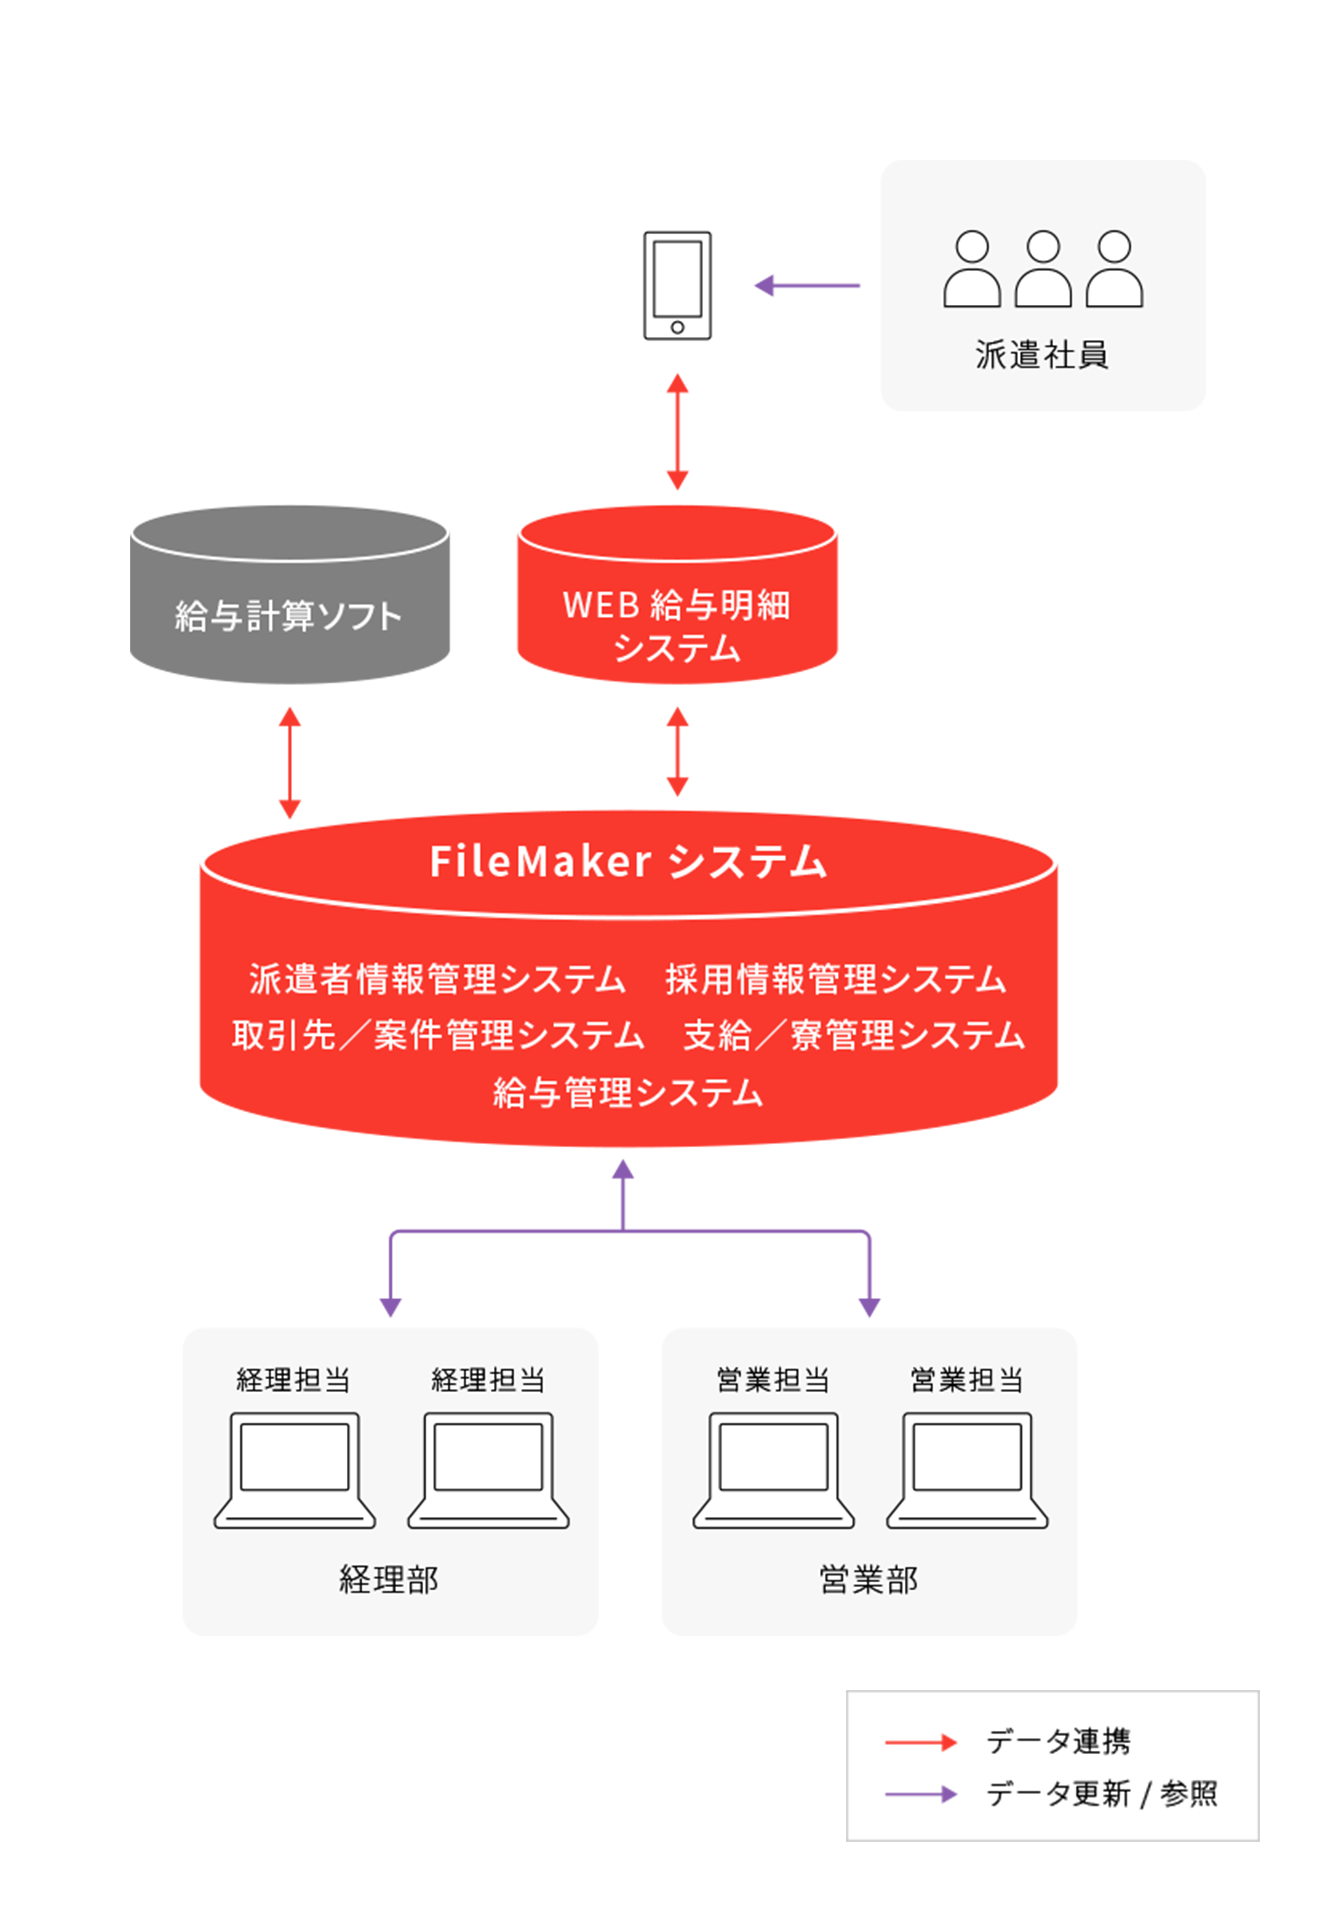 派遣社員
給与計算ソフト
WEB 給与明細
システム
FileMaker システム
派遣者情報管理システム　採用情報管理システム
取引先／案件管理システム　支給／寮管理システム
給与管理システム
経理担当　経理担当
経理部
営業担当　営業担当
営業部
データ連携
データ更新 / 参照